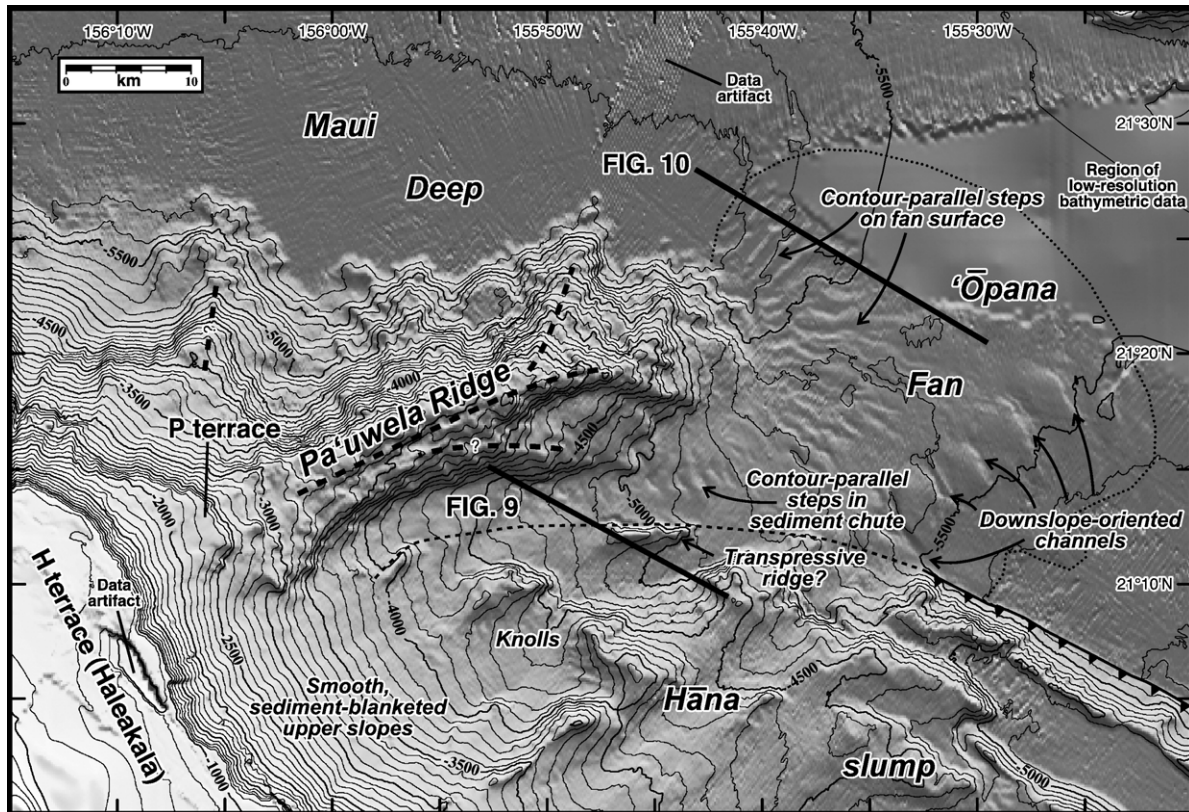 156°10'W
156°00'W
155°50'W
155°40'W
155°30'W
0
km
10
Data
artifact
-5500
21°30'N
Maui
Deep
FIG. 10
Contour-parallel steps
on fan surface
Region of
low-resolution
bathymetric data
-5500
ʻŌpana
-4500
?
-5000
21°20'N
-4000
Fan
-3500
Paʻuwela Ridge
P terrace
?
-4500
-3000
-2000
FIG. 9
-5000
Contour-parallel
steps in
sediment chute
-5500
Downslope-oriented
channels
Transpressive
ridge?
21°10'N
H terrace (Haleakalā)
Data
artifact
-2500
-4000
Knolls
Smooth,
sediment-blanketed
upper slopes
Hāna
-4500
slump
-3500
-1000
-5000